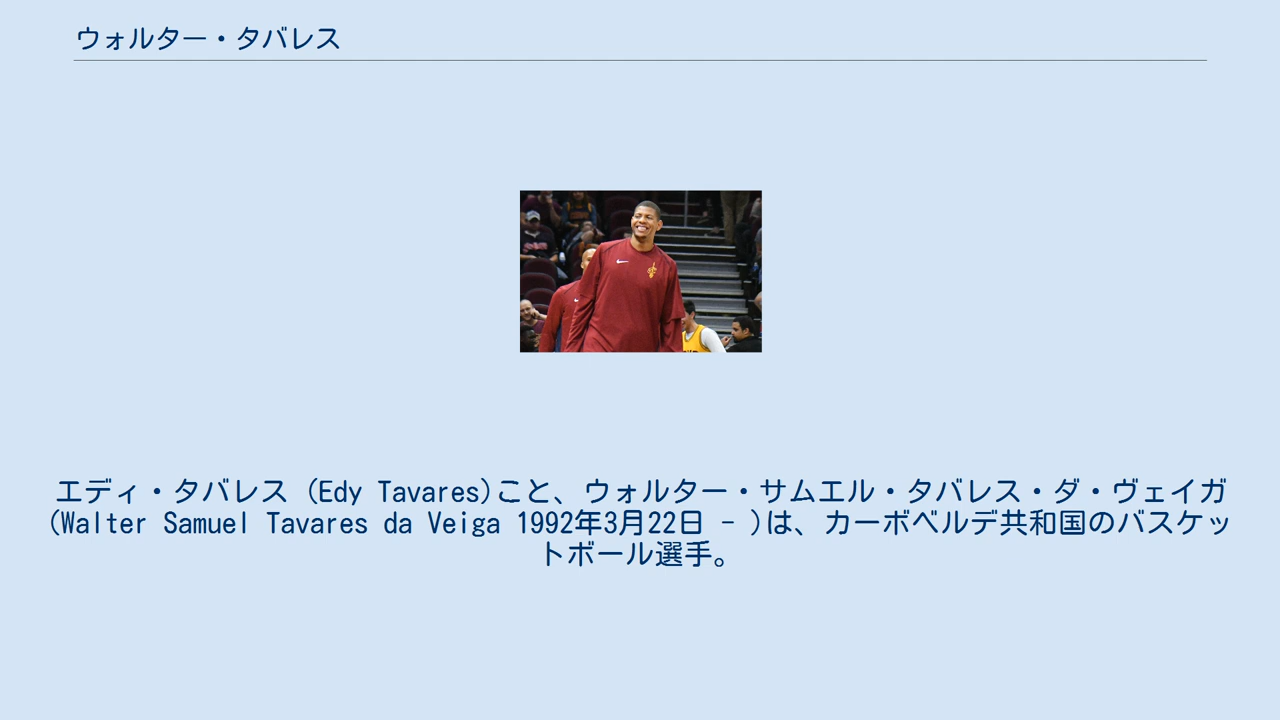 ウォルター・タバレス
エディ・タバレス (Edy Tavares)こと、ウォルター・サムエル・タバレス・ダ・ヴェイガ
(Walter Samuel Tavares da Veiga 1992年3月22日 - )は、カーボベルデ共和国のバスケッ
トボール選手。